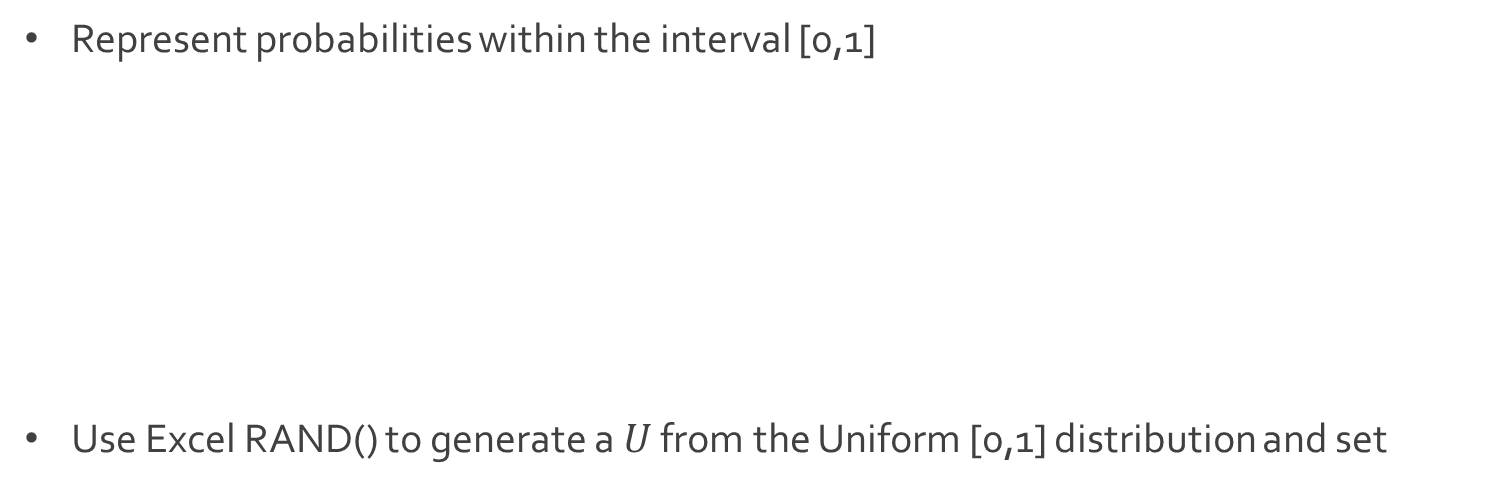 • Represent probabilities within the interval [0,1]
• Use Excel RAND() to generate a U from the Uniform [0,1] distribution and set